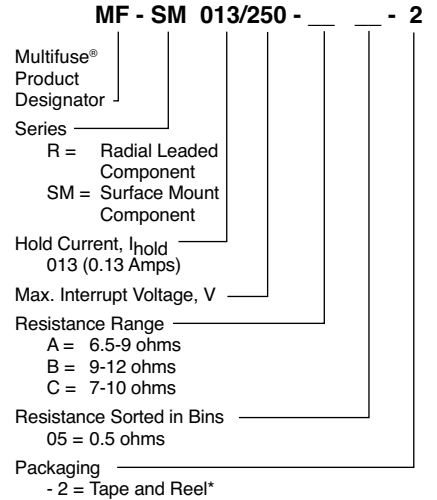 MF - SM 013/250 - __ __ - 2
Multifuse®
Product
Designator
Series
R = Radial Leaded
Component
SM = Surface Mount
Component
Hold Current, Ihold
013 (0.13 Amps)
Max. Interrupt Voltage, V
Resistance Range
A = 6.5-9 ohms
B = 9-12 ohms
C = 7-10 ohms
Resistance Sorted in Bins
05 = 0.5 ohms
Packaging
- 2 = Tape and Reel*